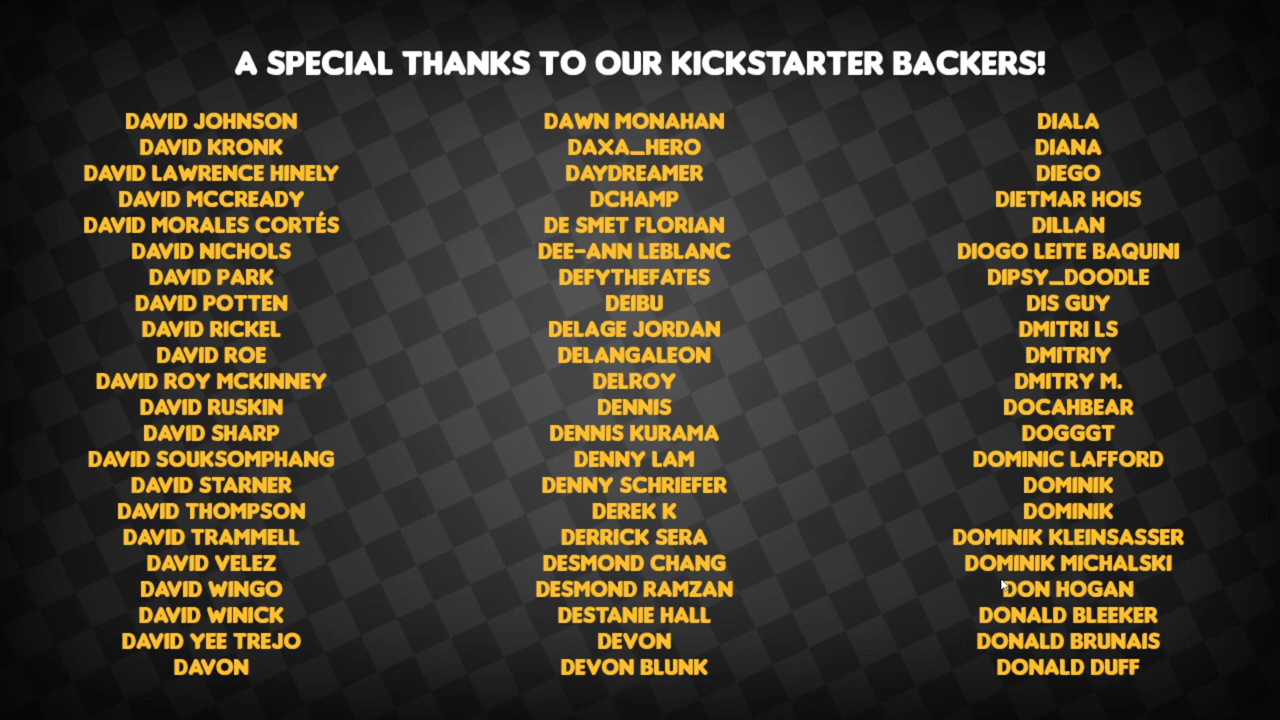 A SPECIAL THANKS TO OUR KICKSTARTER BACKERS!
DAVID JOHNSON
DAVID KRONK
DAVID LAWRENCE HINELY
DAVID MCCREADY
DAVID MORALES CORTÉS
DAVID NICHOLS
DAVID PARK
DAVID POTTEN
DAVID RICKEL
DAVID ROE
DAVID ROY MCKINNEY
DAVID RUSKIN
DAVID SHARP
DAVID SOUKSOMPHANG
DAVID STARNER
DAVID THOMPSON
DAVID TRAMMELL
DAVID VELEZ
DAVID WINGO
DAVID WINICK
DAVID YEE TREJO
DAVON
DAWN MONAHAN
DAXA_HERO
DAYDREAMER
DCHAMP
DE SMET FLORIAN
DEE-ANN LEBLANC
DEFYTHEFATES
DEIBU
DELAGE JORDAN
DELANGALEON
DELROY
DENNIS
DENNIS KURAMA
DENNY LAM
DENNY SCHRIEFER
DEREK K
DERRICK SERA
DESMOND CHANG
DESMOND RAMZAN
DESTANIE HALL
DEVON
DEVON BLUNK
DIALA
DIANA
DIEGO
DIETMAR HOIS
DILLAN
DIOGO LEITE BAQUINI
DIPSY_DOODLE
DIS GUY
DMITRI LS
DMITRIY
DMITRY M.
DOCAHBEAR
DOGGGT
DOMINIC LAFFORD
DOMINIK
DOMINIK
DOMINIK KLEINSASSER
DOMINIK MICHALSKI
DON HOGAN
DONALD BLEEKER
DONALD BRUNAIS
DONALD DUFF